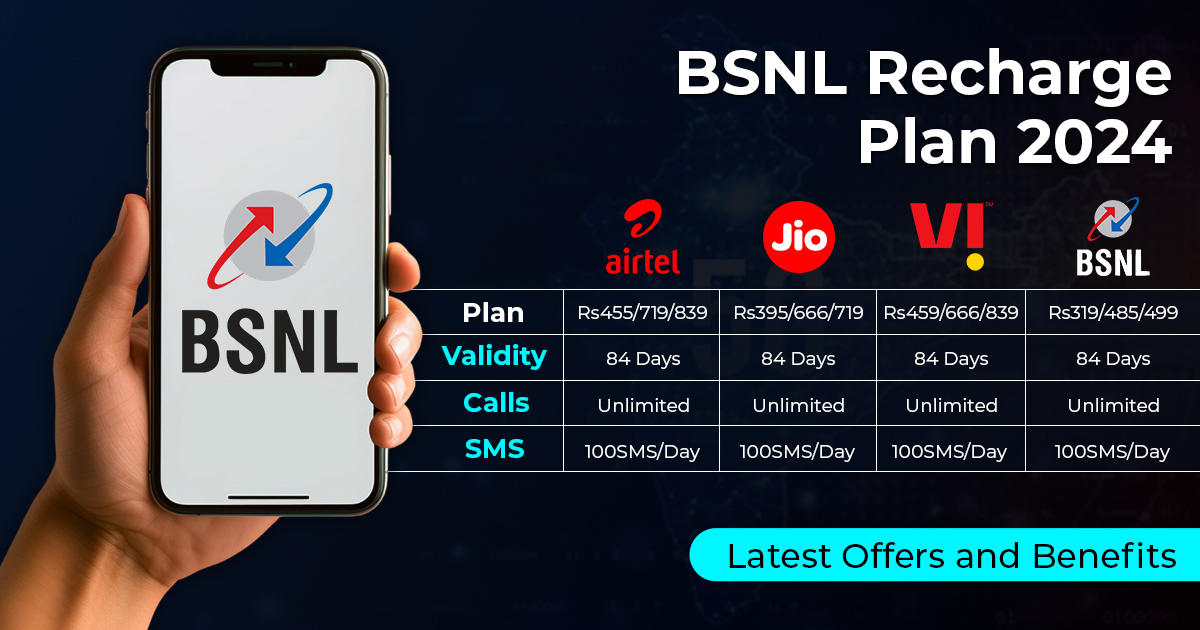 BSNL Recharge
Plan 2024
BSNL
airtel
Jio
VI™
BSNL
Plan Rs455/719/839 Rs395/666/719 Rs459/666/839 Rs319/485/499
Validity 84 Days 84 Days 84 Days 84 Days
Calls Unlimited Unlimited Unlimited Unlimited
SMS 100SMS/Day 100SMS/Day 100SMS/Day 100SMS/Day
Latest Offers and Benefits